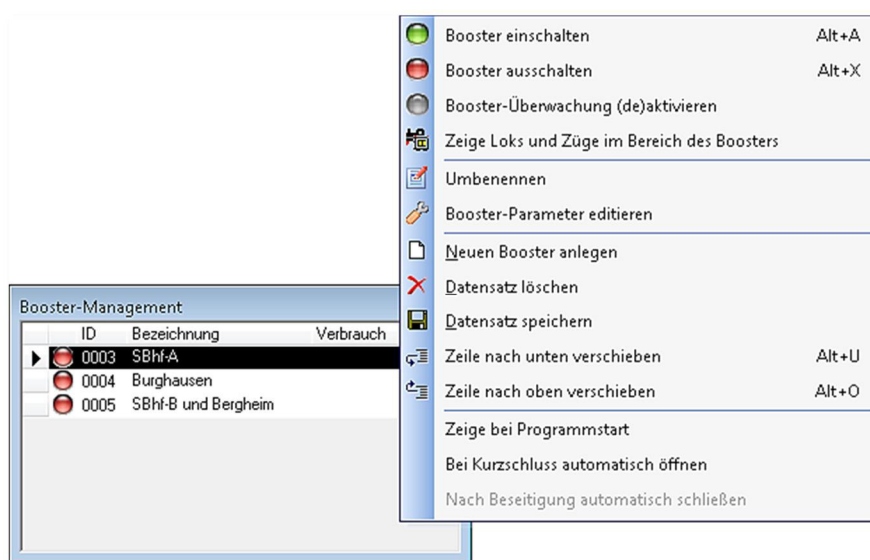 Booster einschalten Alt+A
Booster ausschalten Alt+X
Booster-Überwachung (de)aktivieren
Zeige Loks und Züge im Bereich des Boosters
Umbenennen
Booster-Parameter editieren
Neuen Booster anlegen
Datensatz löschen
Datensatz speichern
Zeile nach unten verschieben Alt+U
Zeile nach oben verschieben Alt+O
Zeige bei Programmstart
Bei Kurzschluss automatisch öffnen
Nach Beseitigung automatisch schließen
Booster-Management
ID Bezeichnung Verbrauch
0003 SBhf-A
0004 Burghausen
0005 SBhf-B und Bergheim